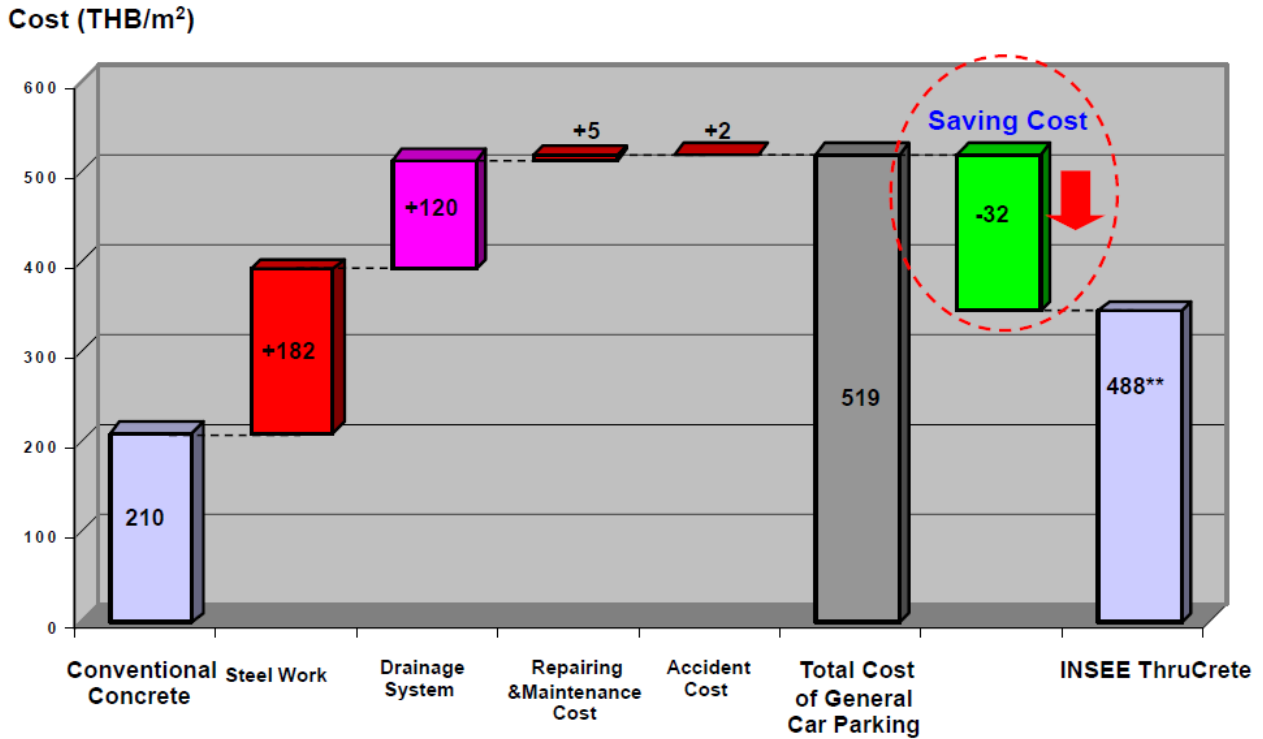 Cost (THB/m²)
600
500
400
300
200
100
0
210
+182
+120
+5
+2
519
Saving Cost
-32
488**
Conventional
Concrete
Steel Work
Drainage
System
Repairing
&Maintenance
Cost
Accident
Cost
Total Cost
of General
Car Parking
INSEE ThruCrete